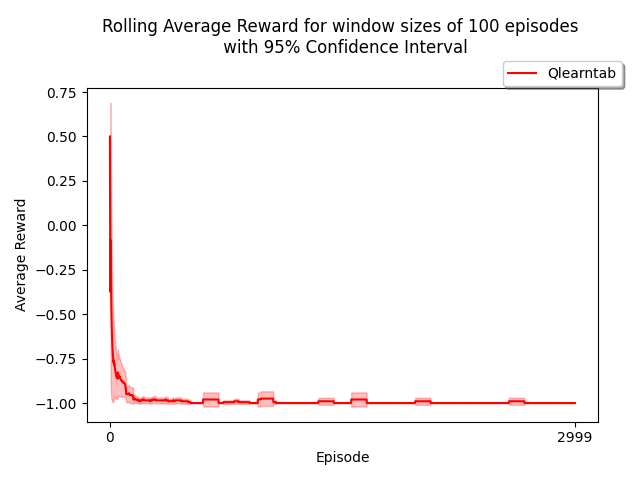 Rolling Average Reward for window sizes of 100 episodes
with 95% Confidence Interval
Qlearntab
0.75
0.50
0.25
0.00
−0.25
−0.50
−0.75
−1.00
Average Reward
0
2999
Episode